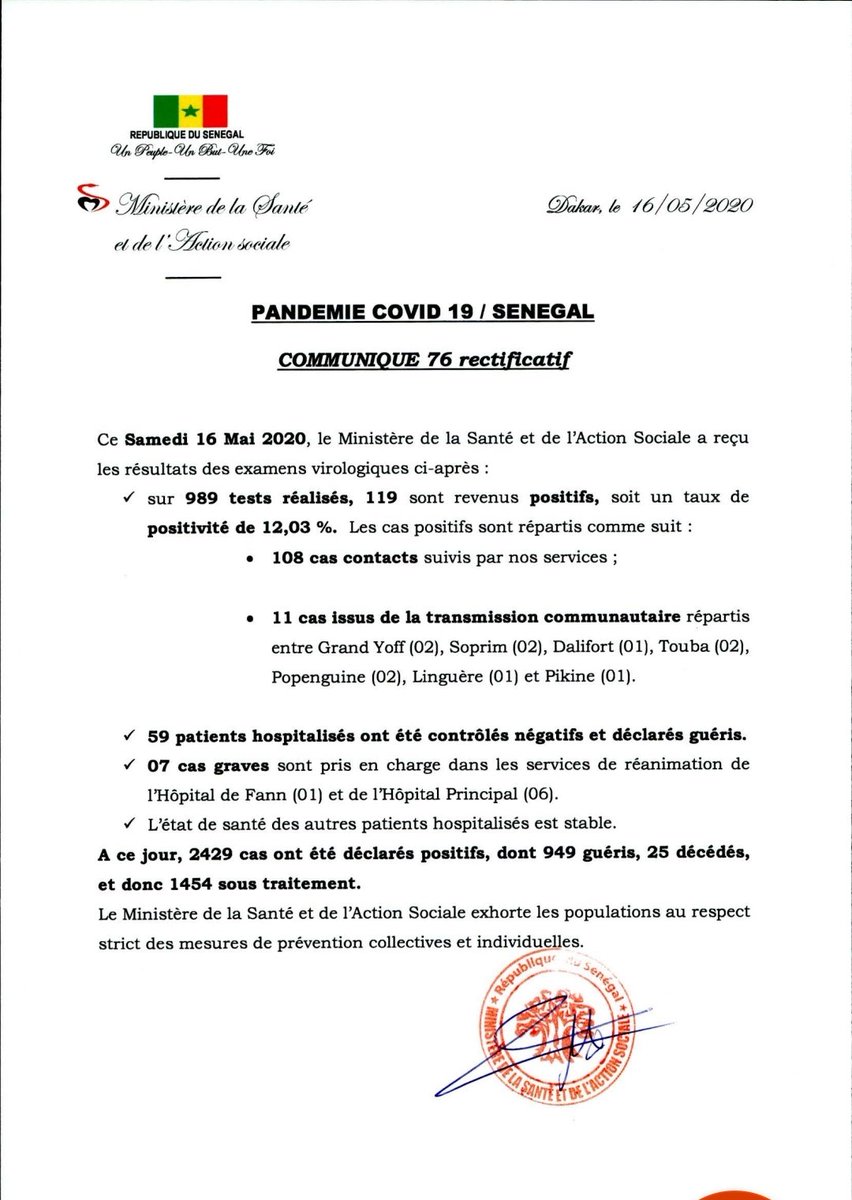 REPUBLIQUE DU SENEGAL
Un Peuple-Un But-Une Foi
Ministère de la Santé
et de l'Action sociale
Dakar, le 16/05/2020
PANDEMIE COVID 19 / SENEGAL
COMMUNIQUE 76 rectificatif
Ce Samedi 16 Mai 2020, le Ministère de la Santé et de l'Action Sociale a reçu
les résultats des examens virologiques ci-après :
✓ sur 989 tests réalisés, 119 sont revenus positifs, soit un taux de
positivité de 12,03 %. Les cas positifs sont répartis comme suit :
• 108 cas contacts suivis par nos services ;
• 11 cas issus de la transmission communautaire répartis
entre Grand Yoff (02), Soprim (02), Dalifort (01), Touba (02),
Popenguine (02), Linguère (01) et Pikine (01).
✓ 59 patients hospitalisés ont été contrôlés négatifs et déclarés guéris.
✓ 07 cas graves sont pris en charge dans les services de réanimation de
l'Hôpital de Fann (01) et de l'Hôpital Principal (06).
✓ L'état de santé des autres patients hospitalisés est stable.
A ce jour, 2429 cas ont été déclarés positifs, dont 949 guéris, 25 décédés,
et donc 1454 sous traitement.
Le Ministère de la Santé et de l'Action Sociale exhorte les populations au respect
strict des mesures de prévention collectives et individuelles.
★ République du Sénégal ★
MINISTERE DE LA SANTÉ ET DE L'ACTION SOCIALE